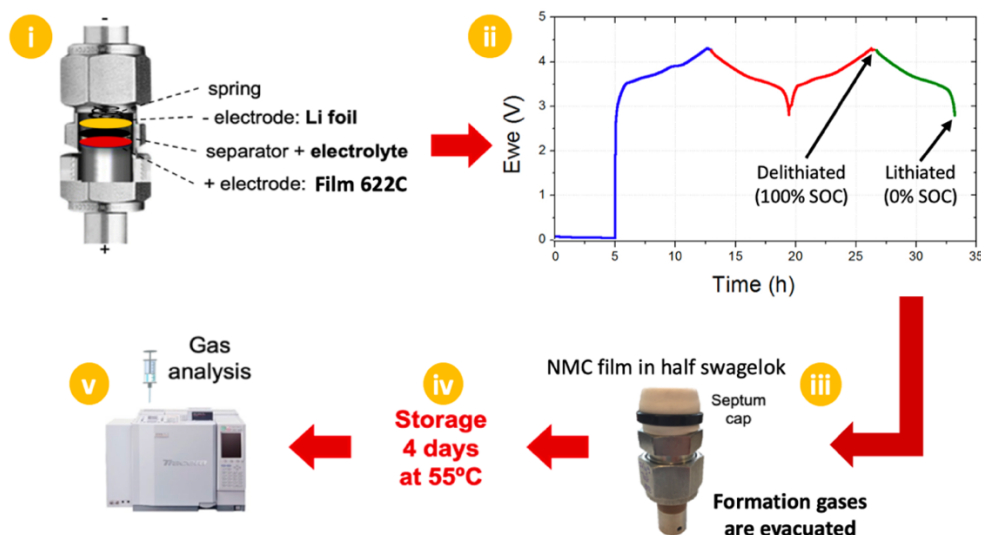 i
-
spring
- electrode: Li foil
separator + electrolyte
+ electrode: Film 622C
+
ii
Ewe (V)
5
4
3
2
1
0
Delithiated
(100% SOC)
Lithiated
(0% SOC)
0 5 10 15 20 25 30 35
Time (h)
iii
NMC film in half swagelok
Septum
cap
Formation gases
are evacuated
iv
Storage
4 days
at 55ºC
v
Gas
analysis